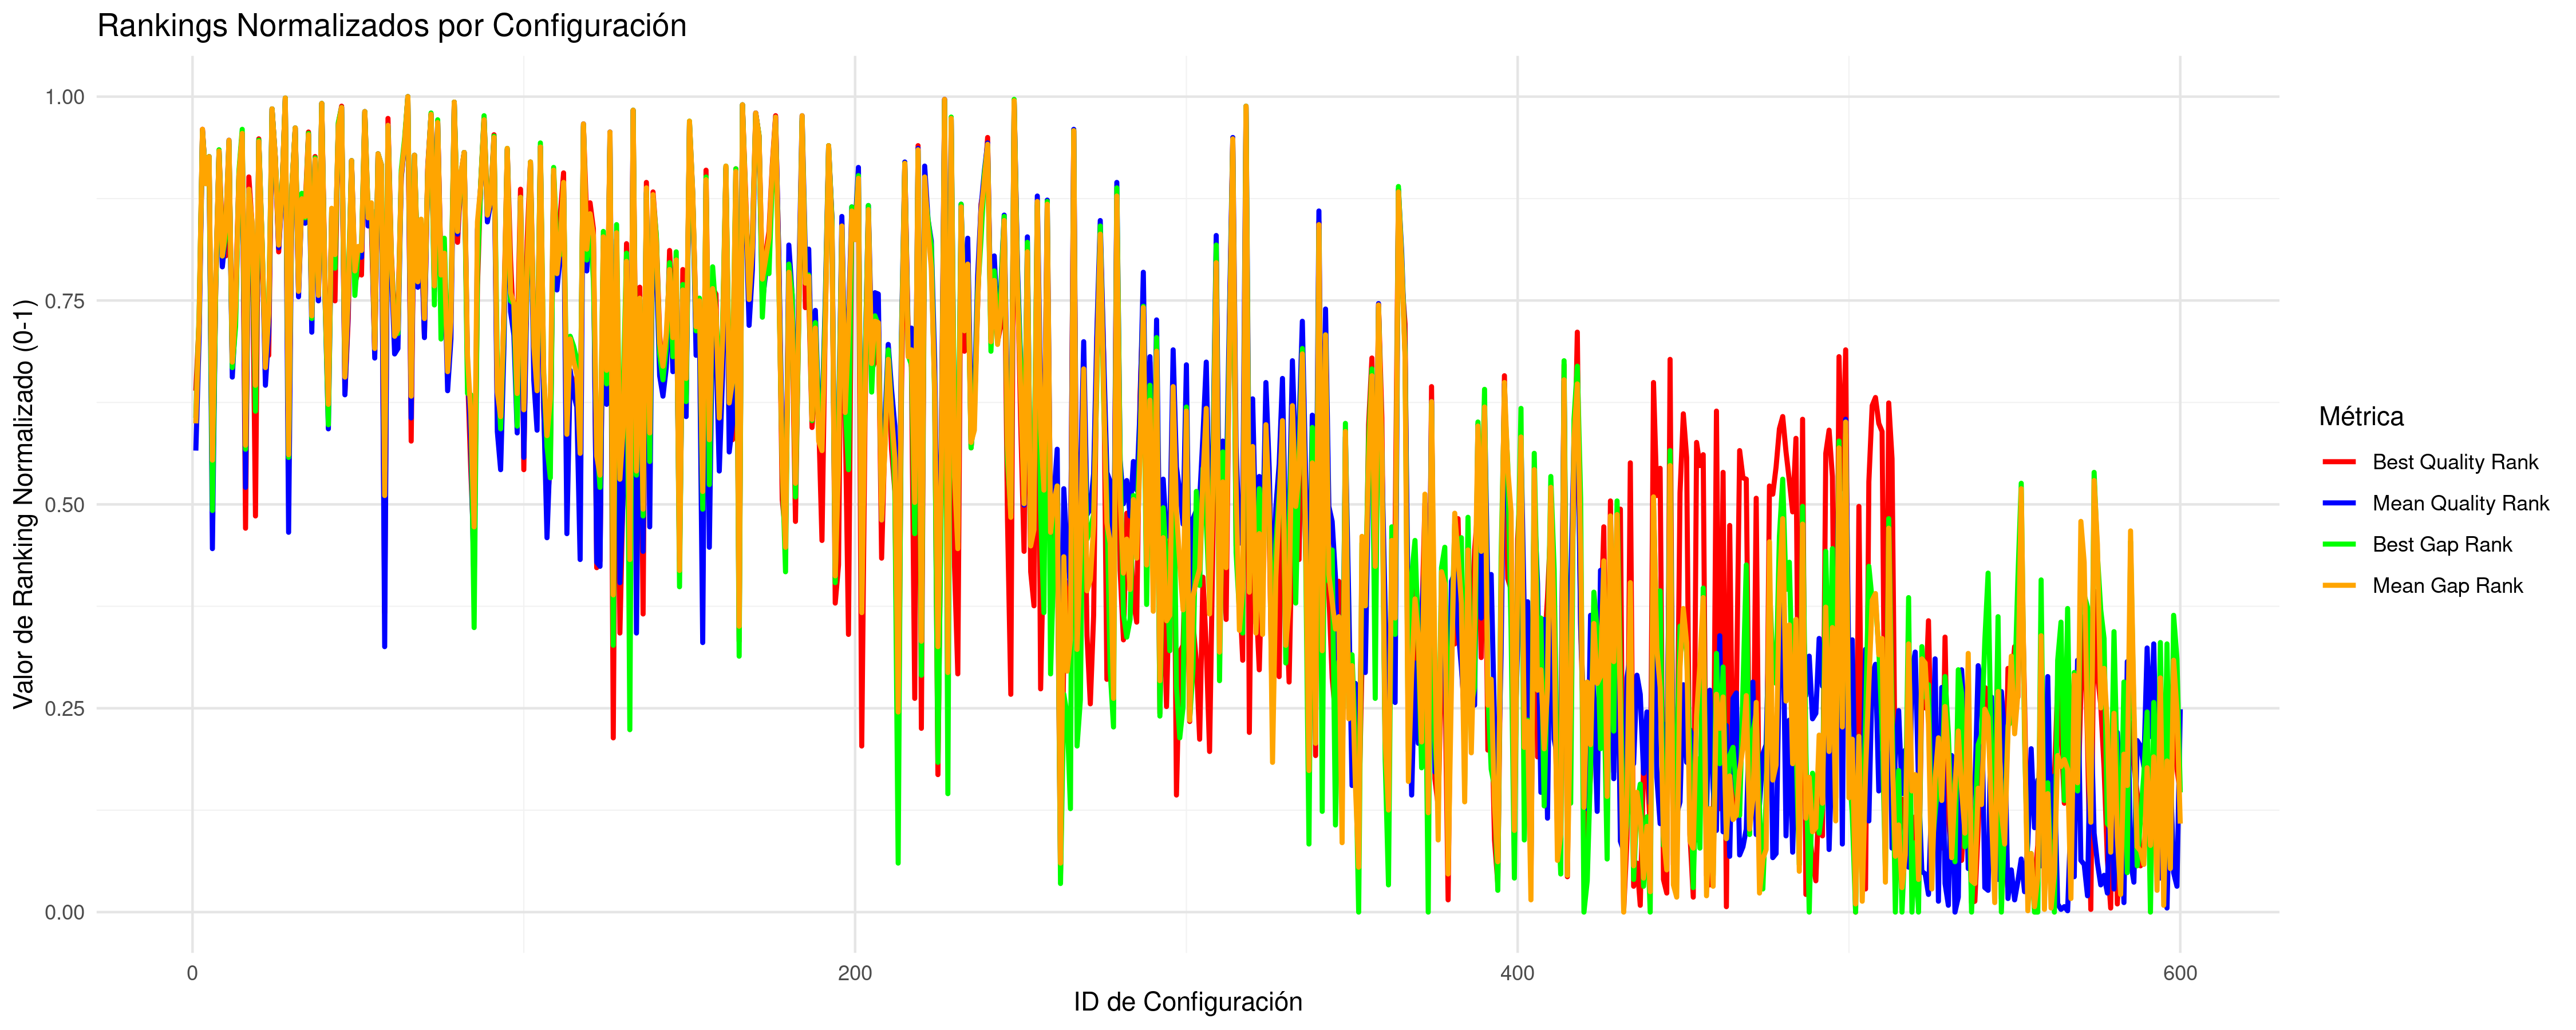 Rankings Normalizados por Configuración
Valor de Ranking Normalizado (0-1)
1.00
0.75
0.50
0.25
0.00
0
200
400
600
ID de Configuración
Métrica
Best Quality Rank
Mean Quality Rank
Best Gap Rank
Mean Gap Rank